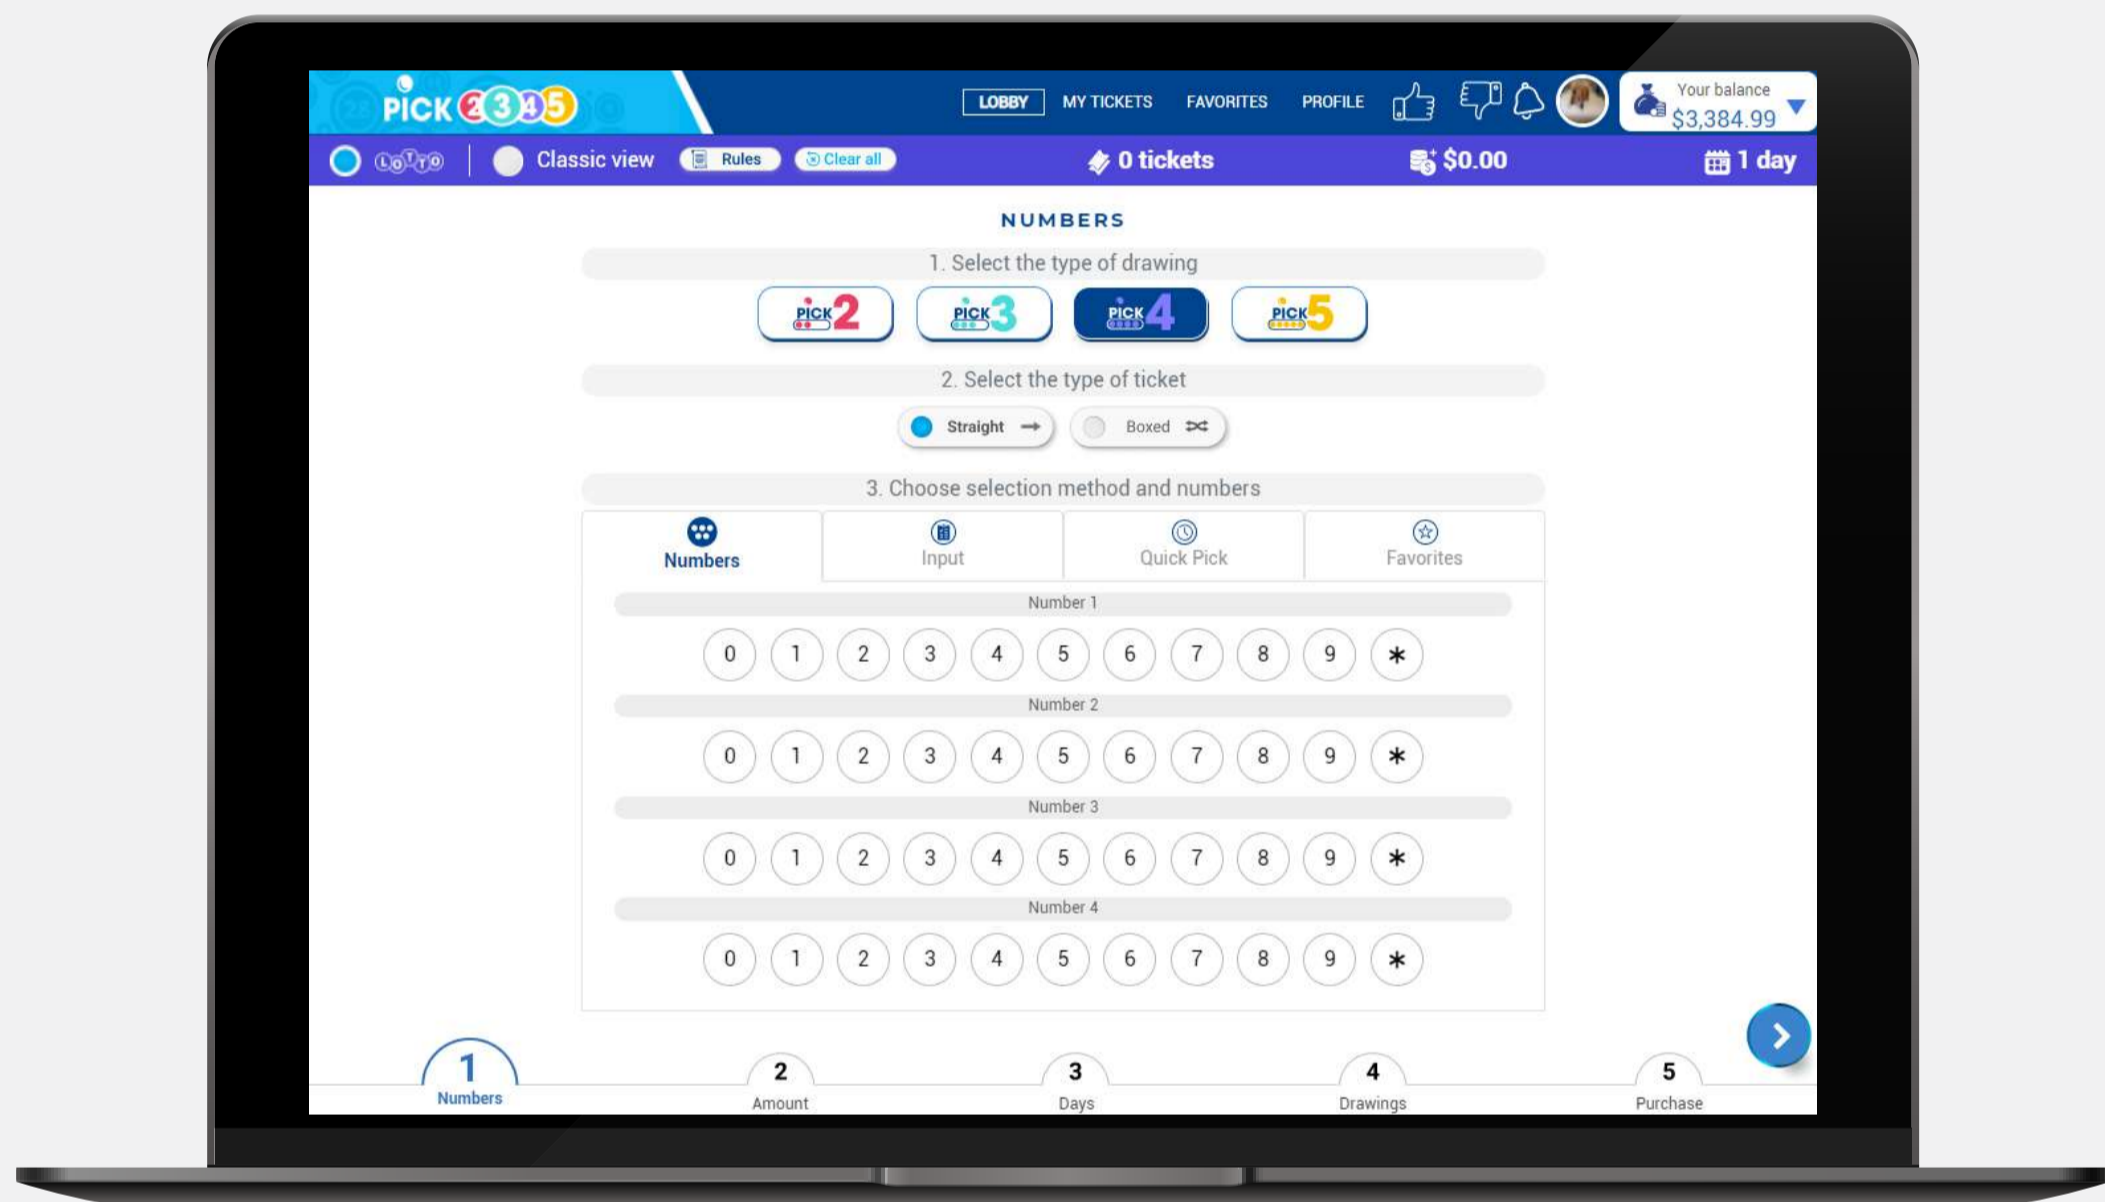 PICK 2345
LOBBY MY TICKETS FAVORITES PROFILE
Your balance
$3,384.99
LOTTO Classic view Rules Clear all 0 tickets $0.00 1 day
NUMBERS
1. Select the type of drawing
PICK 2 PICK 3 PICK 4 PICK 5
2. Select the type of ticket
Straight Boxed
3. Choose selection method and numbers
Numbers Input Quick Pick Favorites
Number 1
0 1 2 3 4 5 6 7 8 9 *
Number 2
0 1 2 3 4 5 6 7 8 9 *
Number 3
0 1 2 3 4 5 6 7 8 9 *
Number 4
0 1 2 3 4 5 6 7 8 9 *
1 2 3 4 5
Numbers Amount Days Drawings Purchase